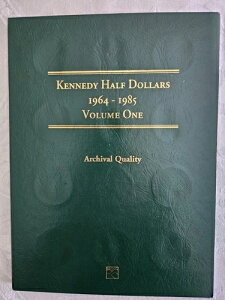 Kennedy Half Dollars
1964 - 1985
Volume One
Archival Quality